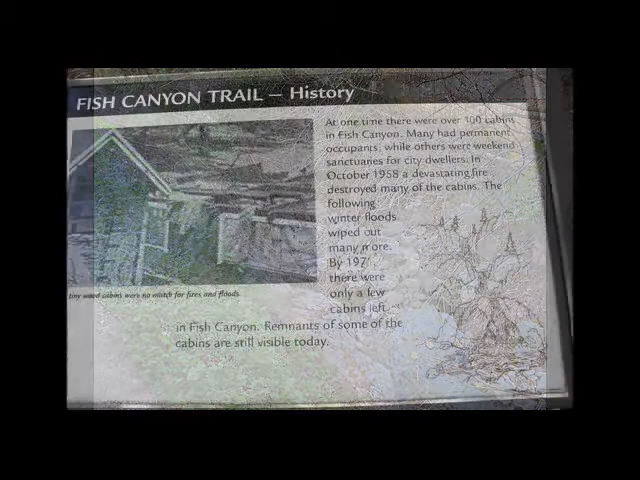 FISH CANYON TRAIL — History
At one time there were over 100 cabins
in Fish Canyon. Many had permanent
occupants, while others were weekend
sanctuaries for city dwellers. In
October 1958 a devastating fire
destroyed many of the cabins. The
following
winter floods
wiped out
many more.
By
there were
only a few
cabins left
in Fish Canyon. Remnants of some of the
cabins are still visible today.
tiny wood cabins were no match for fires and floods.